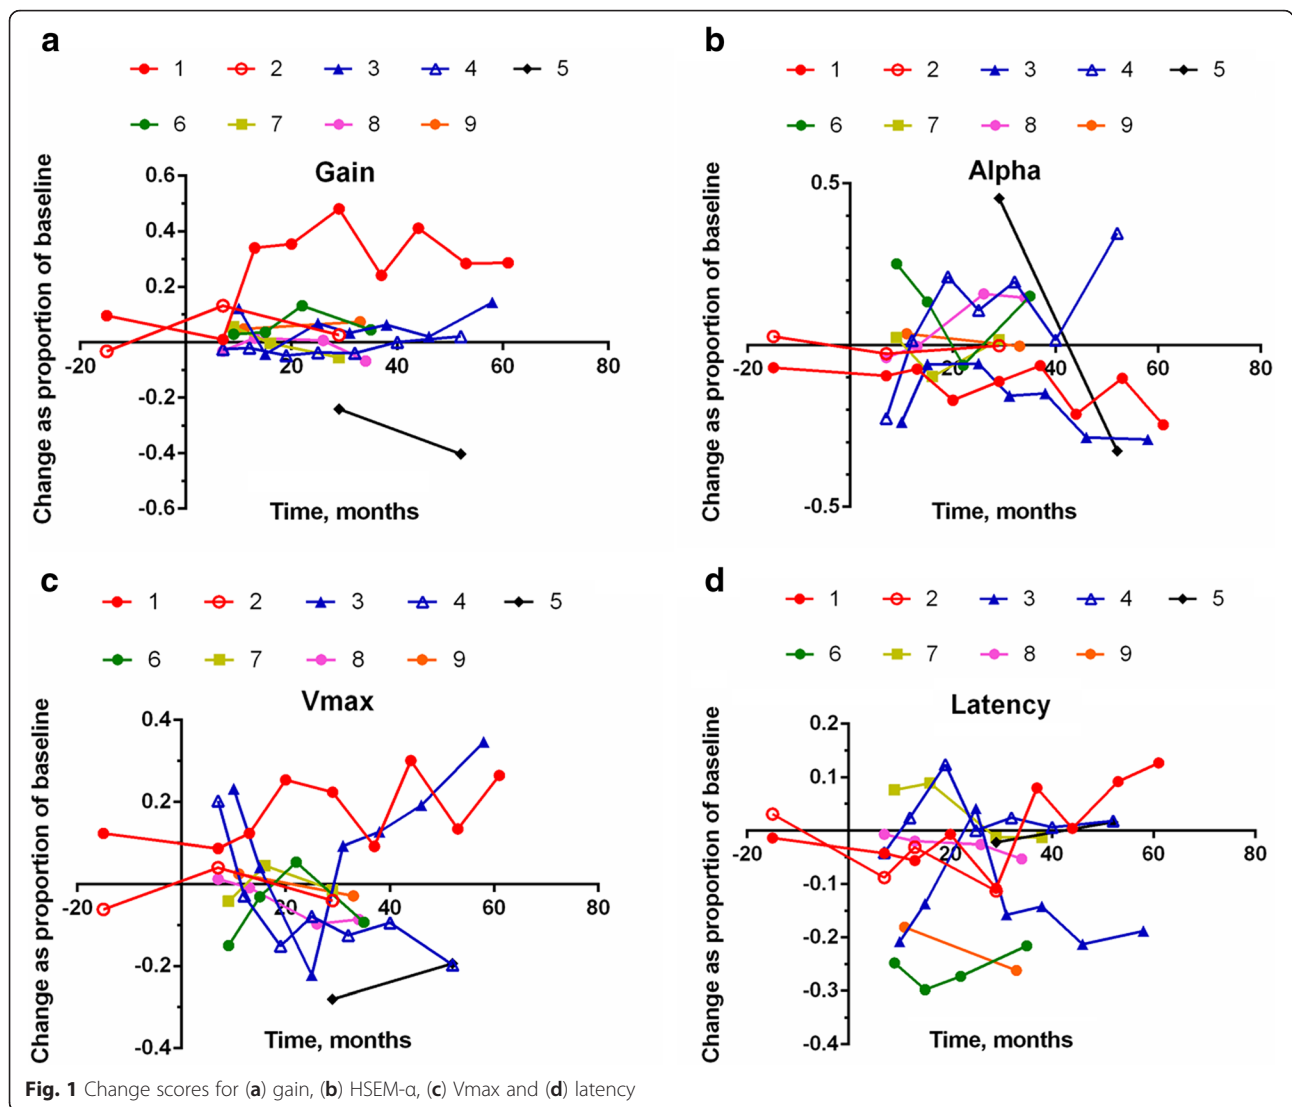 a
1 2 3 4 5
6 7 8 9
Gain
Change as proportion of baseline
0.6
0.4
0.2
-20 20 40 60 80
-0.2
-0.4
-0.6
Time, months
b
1 2 3 4 5
6 7 8 9
Alpha
Change as proportion of baseline
0.5
-20 20 40 60 80
-0.5
Time, months
c
1 2 3 4 5
6 7 8 9
Vmax
Change as proportion of baseline
0.4
0.2
-20 20 40 60 80
-0.2
-0.4
Time, months
d
1 2 3 4 5
6 7 8 9
Latency
Change as proportion of baseline
0.2
0.1
-20 20 40 60 80
-0.1
-0.2
-0.3
-0.4
Time, months
Fig. 1 Change scores for (a) gain, (b) HSEM-α, (c) Vmax and (d) latency